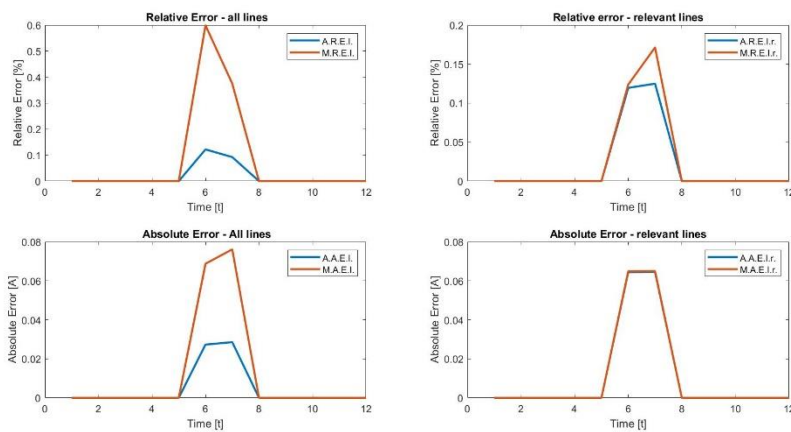 Relative Error - all lines
0.6
0.5
0.4
0.3
0.2
0.1
0
Relative Error [%]
A.R.E.I.
M.R.E.I.
0 2 4 6 8 10 12
Time [t]
Relative error - relevant lines
0.2
0.15
0.1
0.05
0
Relative Error [%]
A.R.E.I.r.
M.R.E.I.r.
0 2 4 6 8 10 12
Time [t]
Absolute Error - All lines
0.08
0.06
0.04
0.02
0
Absolute Error [A]
A.A.E.I.
M.A.E.I.
0 2 4 6 8 10 12
Time [t]
Absolute Error - relevant lines
0.08
0.06
0.04
0.02
0
Absolute Error [A]
A.A.E.I.r.
M.A.E.I.r.
0 2 4 6 8 10 12
Time [t]